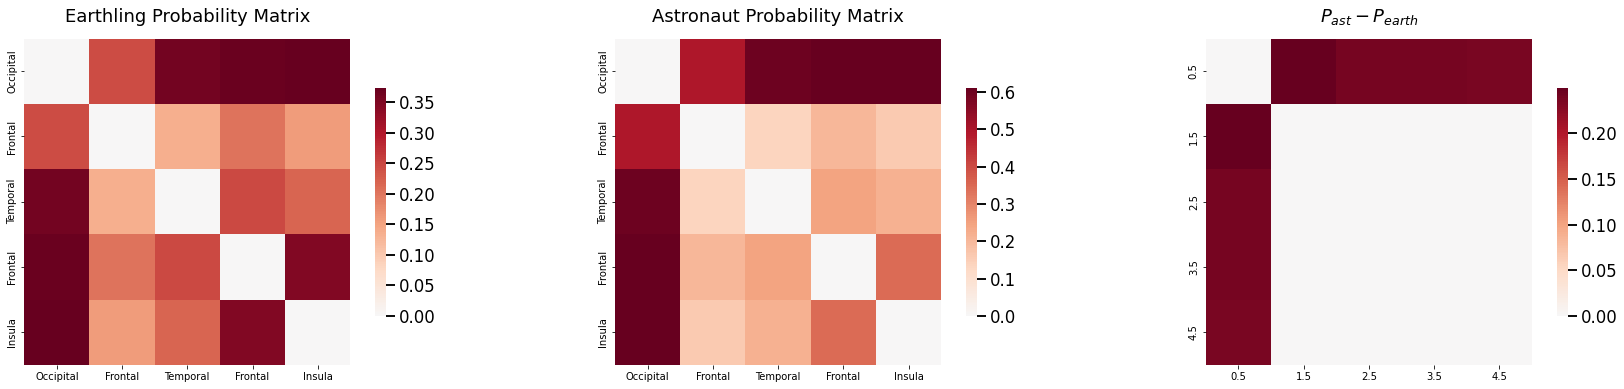 Earthling Probability Matrix
Occipital
Frontal
Temporal
Frontal
Insula
Occipital Frontal Temporal Frontal Insula
0.35
0.30
0.25
0.20
0.15
0.10
0.05
0.00
Astronaut Probability Matrix
Occipital
Frontal
Temporal
Frontal
Insula
Occipital Frontal Temporal Frontal Insula
0.6
0.5
0.4
0.3
0.2
0.1
0.0
P_ast − P_earth
0.5
1.5
2.5
3.5
4.5
0.5 1.5 2.5 3.5 4.5
0.20
0.15
0.10
0.05
0.00